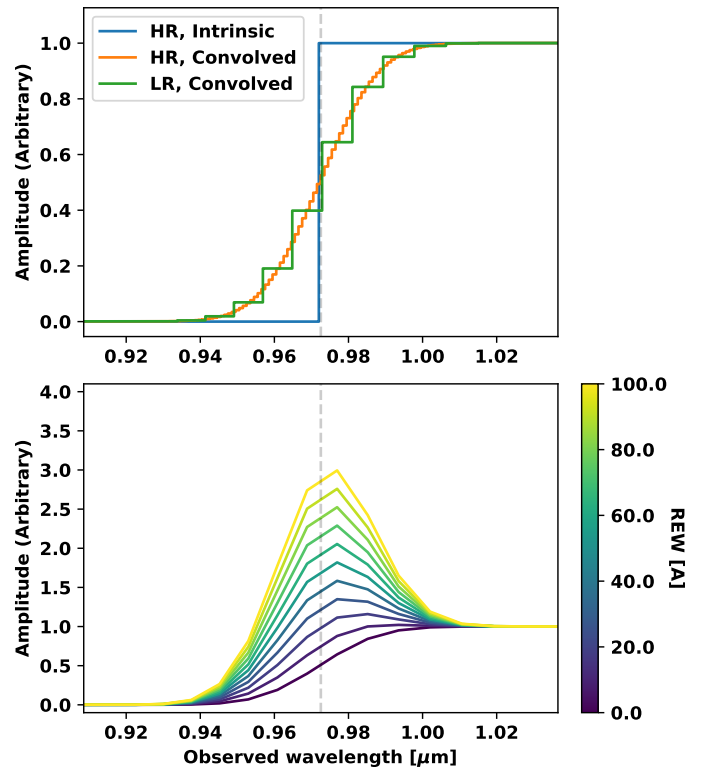 HR, Intrinsic
HR, Convolved
LR, Convolved
Amplitude (Arbitrary)
1.0
0.8
0.6
0.4
0.2
0.0
0.92 0.94 0.96 0.98 1.00 1.02
Amplitude (Arbitrary)
4.0
3.5
3.0
2.5
2.0
1.5
1.0
0.5
0.0
0.92 0.94 0.96 0.98 1.00 1.02
Observed wavelength [μm]
100.0
80.0
60.0
40.0
20.0
0.0
REW [A]